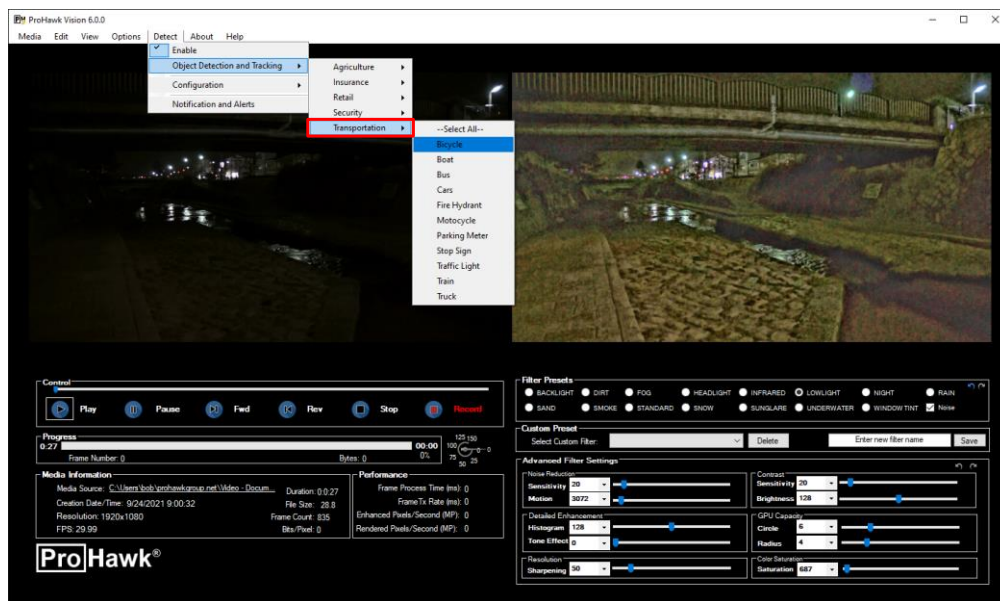 ProHawk Vision 6.0.0
Media Edit View Options Detect About Help
Enable
Object Detection and Tracking
Configuration
Notification and Alerts
Agriculture
Insurance
Retail
Security
Transportation
--Select All--
Bicycle
Boat
Bus
Cars
Fire Hydrant
Motocycle
Parking Meter
Stop Sign
Traffic Light
Train
Truck
Control
Play Pause Fwd Rev Stop Record
Progress
0:27 00:00
Frame Number: 0 Bytes: 0 0%
125 150
100 0
75 50 25
Media Information
Media Source: C:\Users\bob\prohawkgroup.net\Video - Docum... Duration: 0:0:27
Creation Date/Time: 9/24/2021 9:00:32 File Size: 28.8
Resolution: 1920x1080 Frame Count: 835
FPS: 29.99 Bits/Pixel: 0
Performance
Frame Process Time (ms): 0
FrameTx Rate (ms): 0
Enhanced Pixels/Second (MP): 0
Rendered Pixels/Second (MP): 0
ProHawk®
Filter Presets
BACKLIGHT DIRT FOG HEADLIGHT INFRARED LOWLIGHT NIGHT RAIN
SAND SMOKE STANDARD SNOW SUNGLARE UNDERWATER WINDOW TINT Noise
Custom Preset
Select Custom Filter: Delete Enter new filter name Save
Advanced Filter Settings
Noise Reduction
Sensitivity 20
Motion 3072
Contrast
Sensitivity 20
Brightness 128
Detailed Enhancement
Histogram 128
Tone Effect 0
GPU Capacity
Circle 6
Radius 4
Resolution
Sharpening 50
Color Saturation
Saturation 687